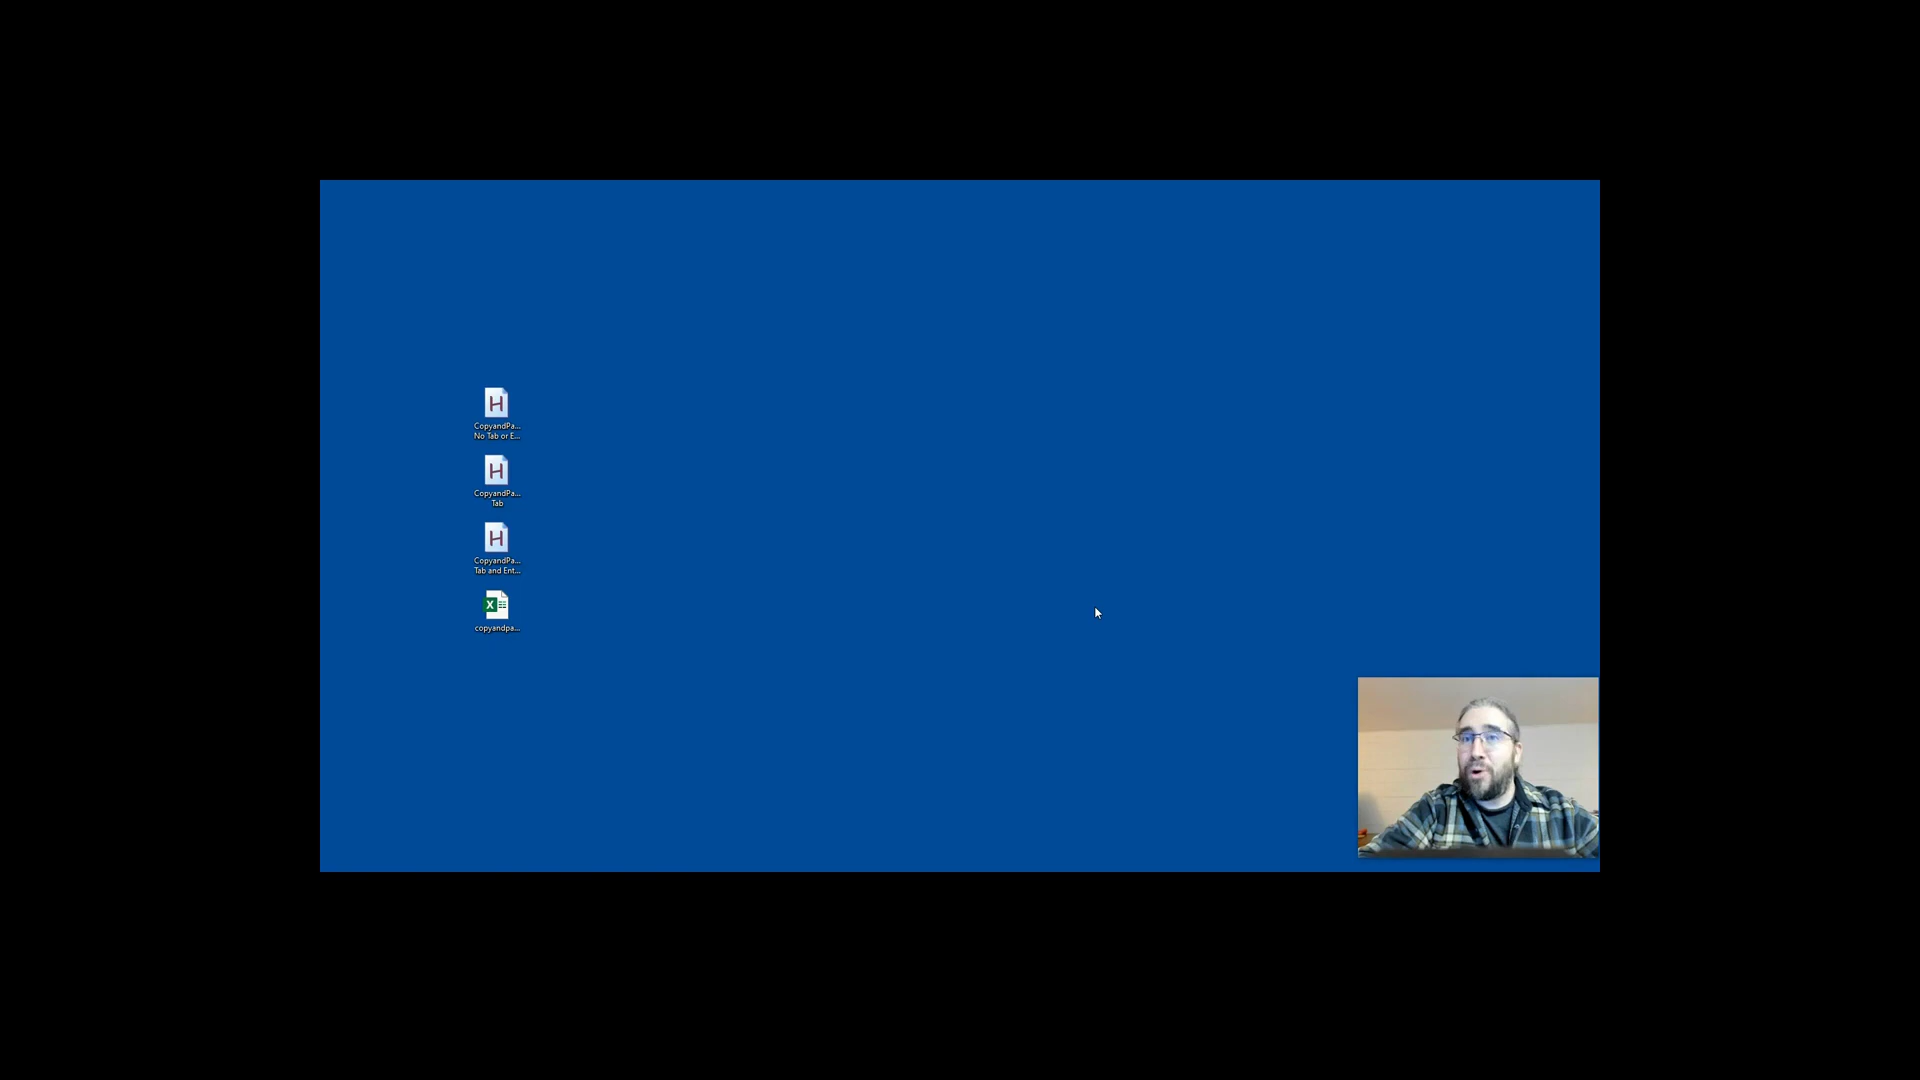 H
CopyandPa...
No Tab or E...
H
CopyandPa...
Tab
H
CopyandPa...
Tab and Ent...
X
copyandpa...